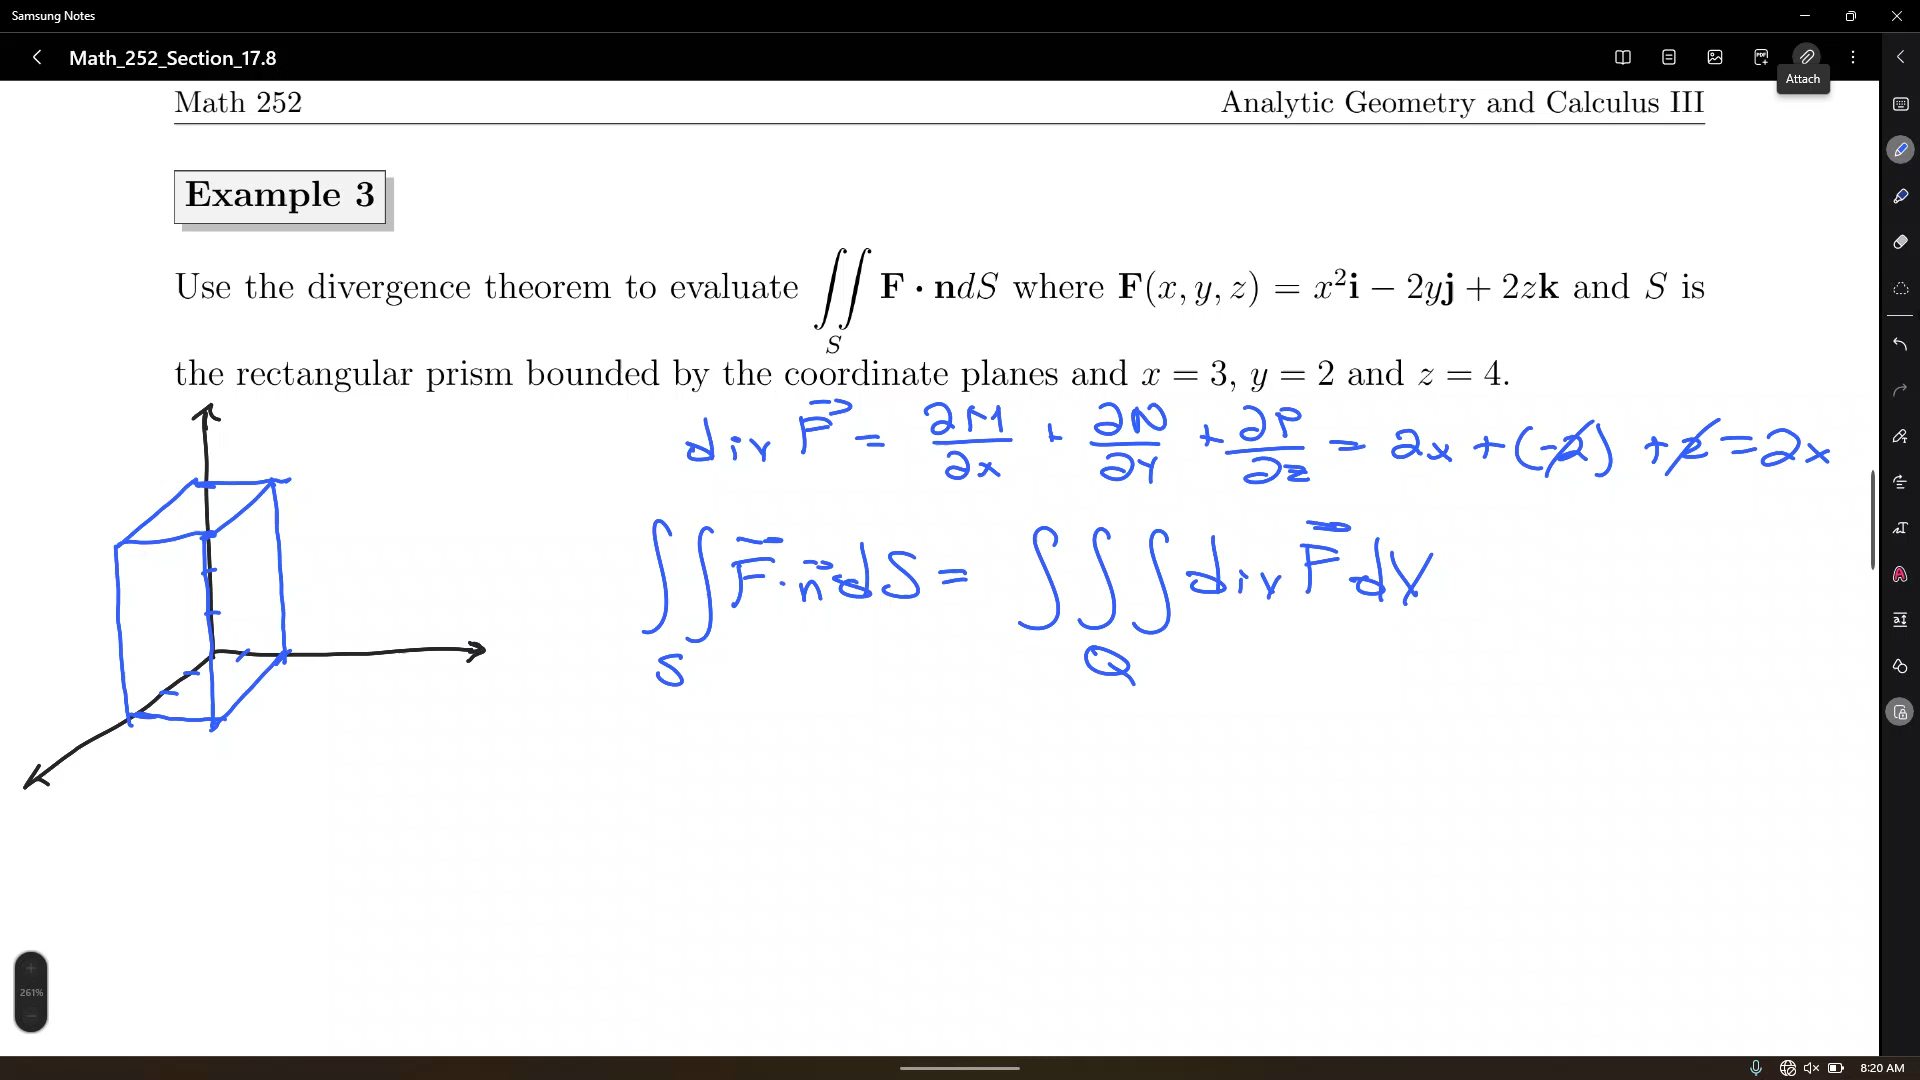 Samsung Notes
Math_252_Section_17.8
Attach
Math 252 Analytic Geometry and Calculus III
Example 3
Use the divergence theorem to evaluate ∬_S F · n dS where F(x, y, z) = x²i − 2yj + 2zk and S is
the rectangular prism bounded by the coordinate planes and x = 3, y = 2 and z = 4.
div F⃗ = ∂M/∂x + ∂N/∂y + ∂P/∂z = 2x + (-2) + 2 = 2x
∬_S F⃗ · n⃗ dS = ∭_Q div F⃗ dV
261%
8:20 AM